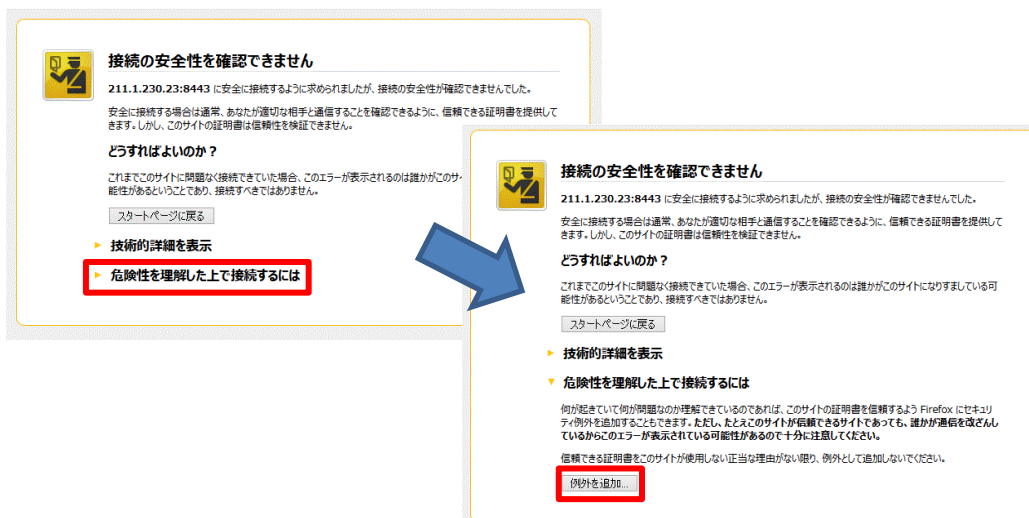 接続の安全性を確認できません
211.1.230.23:8443 に安全に接続するように求められましたが、接続の安全性が確認できませんでした。
安全に接続する場合は通常、あなたが適切な相手と通信することを確認できるように、信頼できる証明書を提供して
きます。しかし、このサイトの証明書は信頼性を検証できません。
どうすればよいのか？
これまでこのサイトに問題なく接続できていた場合、このエラーが表示されるのは誰かがこのサ
能性があるということであり、接続すべきではありません。
スタートページに戻る
技術的詳細を表示
危険性を理解した上で接続するには
接続の安全性を確認できません
211.1.230.23:8443 に安全に接続するように求められましたが、接続の安全性が確認できませんでした。
安全に接続する場合は通常、あなたが適切な相手と通信することを確認できるように、信頼できる証明書を提供して
きます。しかし、このサイトの証明書は信頼性を検証できません。
どうすればよいのか？
これまでこのサイトに問題なく接続できていた場合、このエラーが表示されるのは誰かがこのサイトになりすましている可
能性があるということであり、接続すべきではありません。
スタートページに戻る
技術的詳細を表示
危険性を理解した上で接続するには
何が起きていて何が問題なのか理解できているのであれば、このサイトの証明書を信頼するよう Firefox にセキュリ
ティ例外を追加することもできます。ただし、たとえこのサイトが信頼できるサイトであっても、誰かが通信を改ざんし
ているからこのエラーが表示されている可能性があるので十分に注意してください。
信頼できる証明書をこのサイトが使用しない正当な理由がない限り、例外として追加しないでください。
例外を追加...